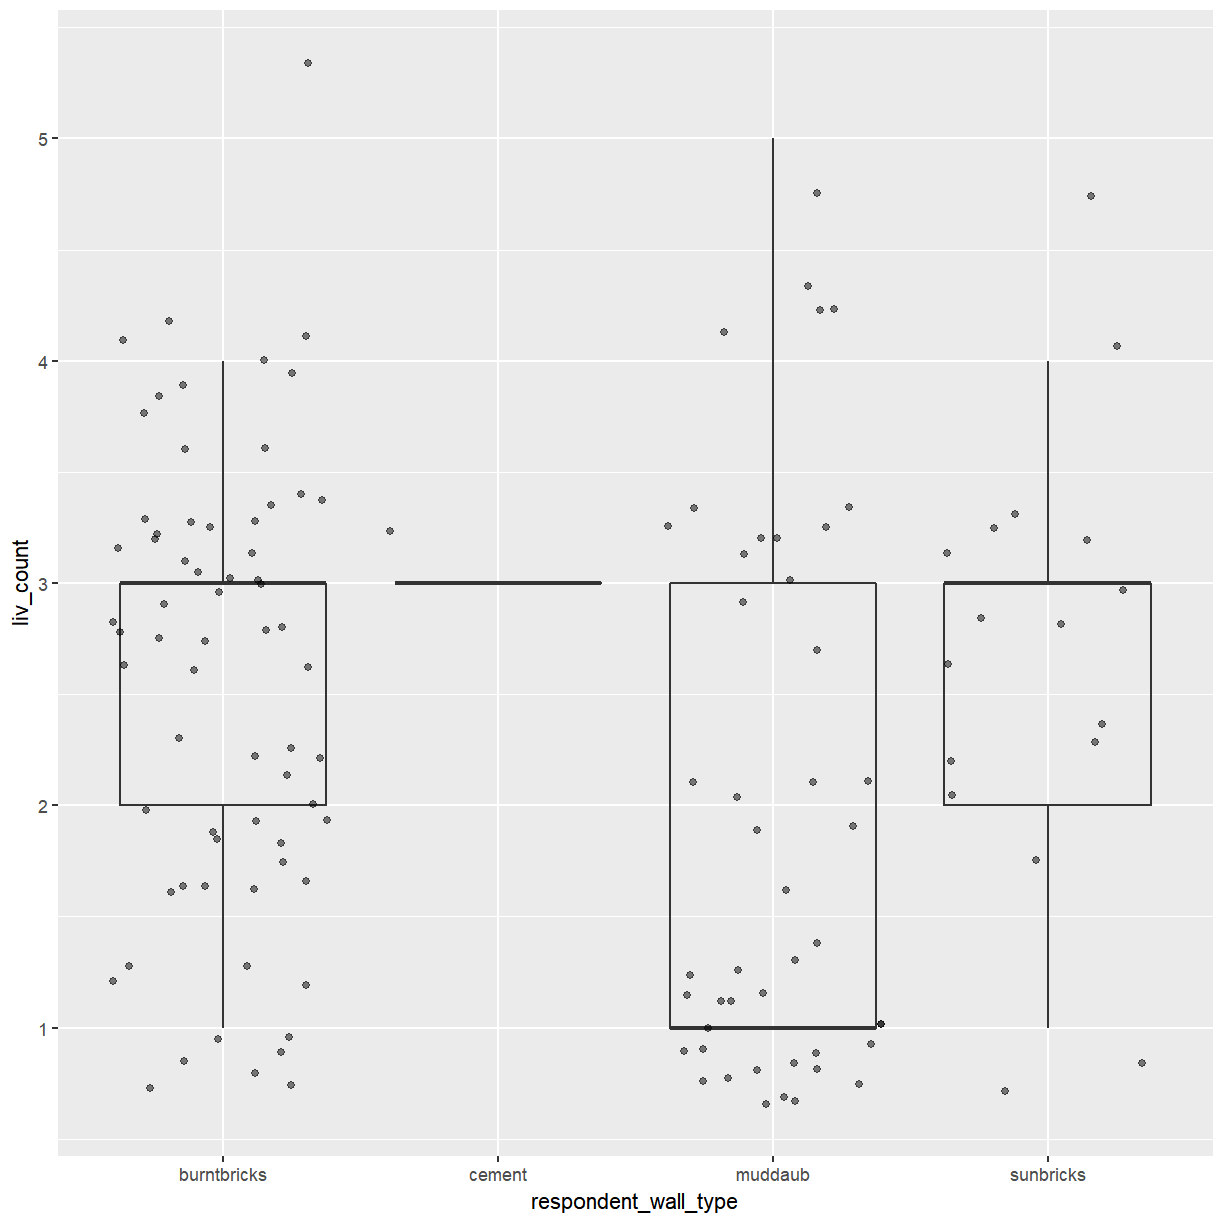 liv_count
5
4
3
2
1
burntbricks
cement
muddaub
sunbricks
respondent_wall_type